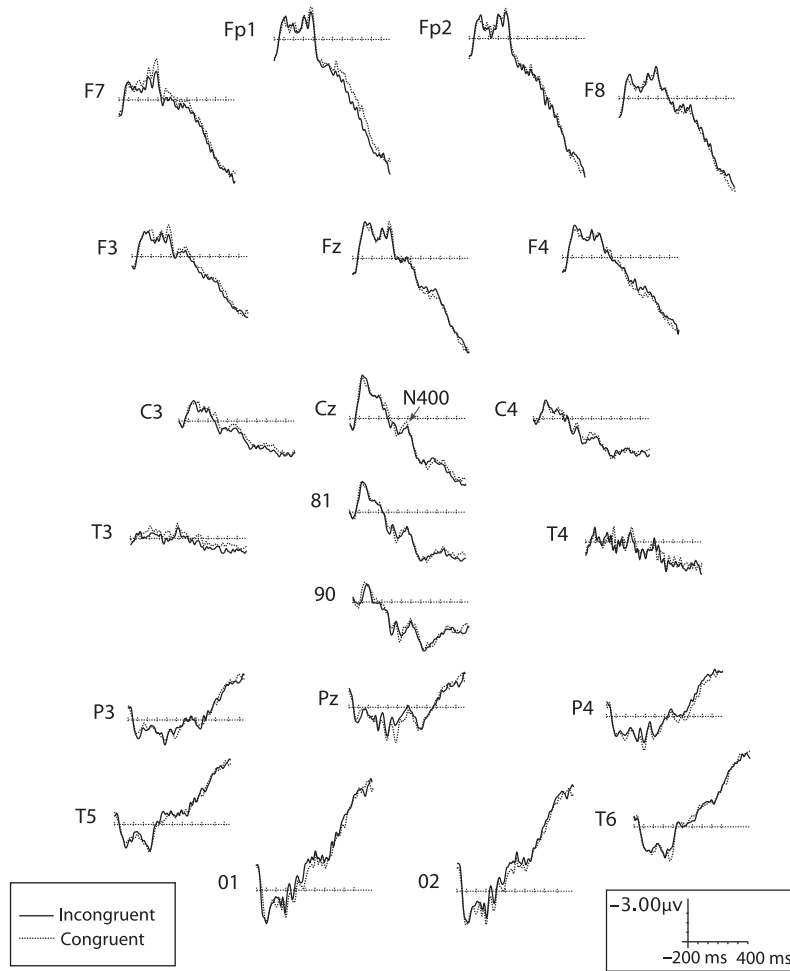 Fp1
Fp2
F7
F8
F3
Fz
F4
C3
Cz
N400
C4
81
T3
T4
90
P3
Pz
P4
T5
T6
01
02
Incongruent
Congruent
−3.00μv
−200 ms 400 ms